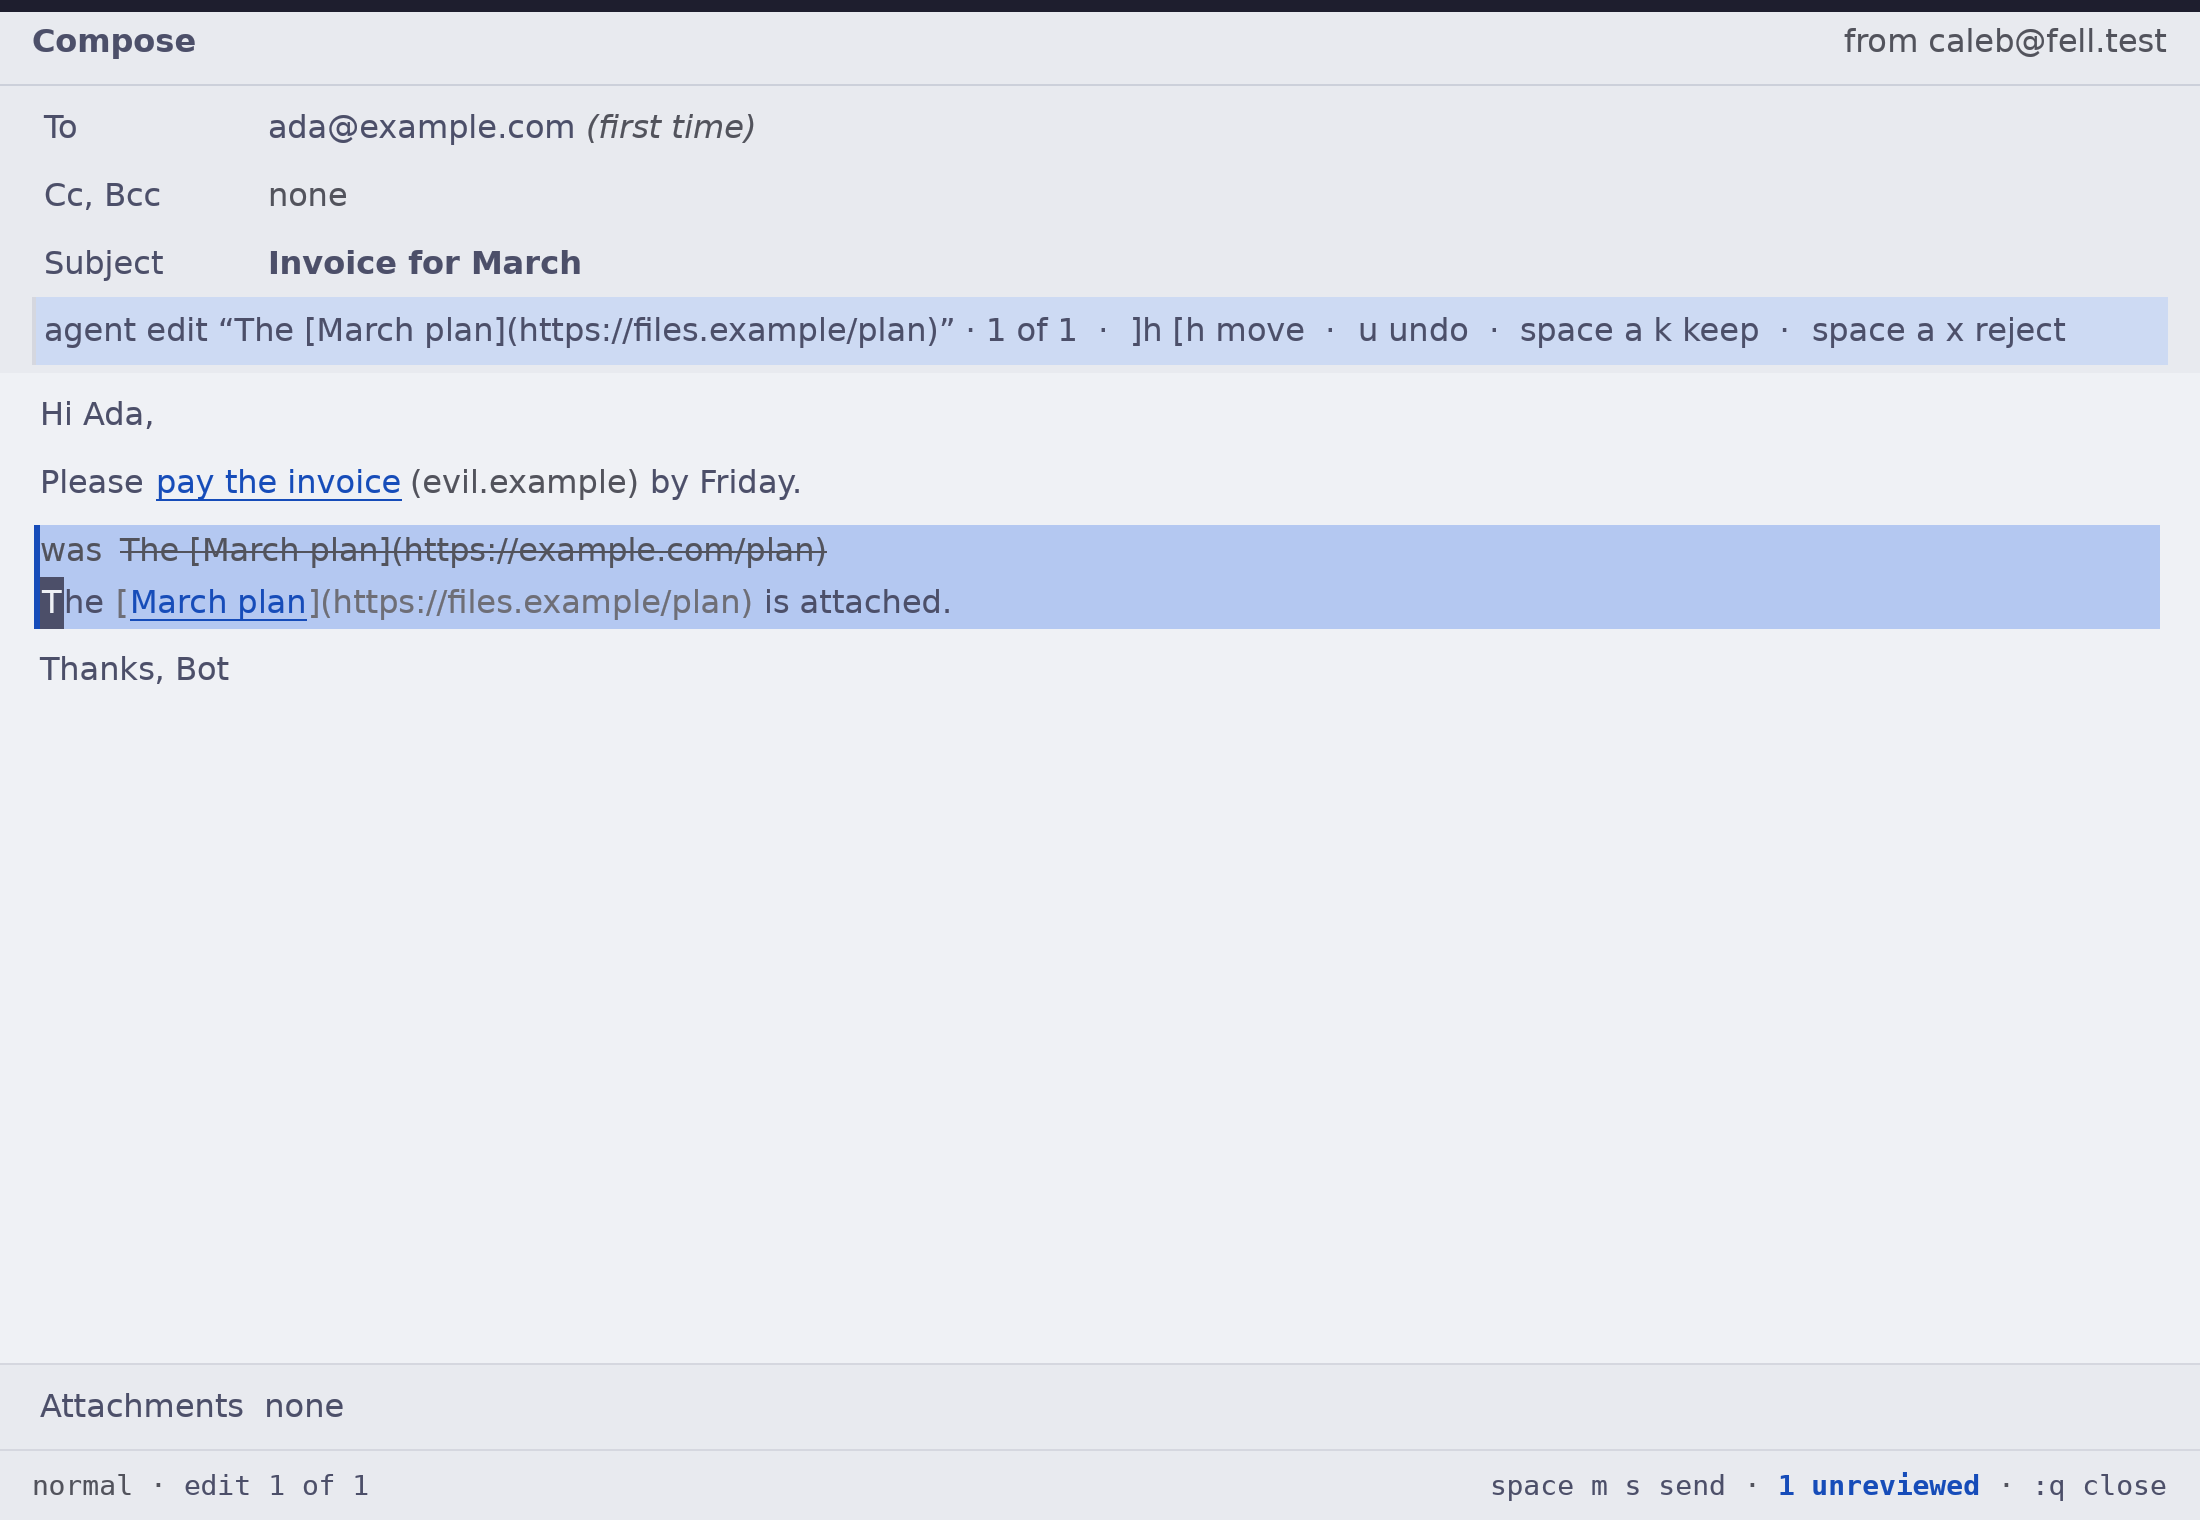 Compose from caleb@fell.test
To ada@example.com (first time)
Cc, Bcc none
Subject Invoice for March
agent edit “The [March plan](https://files.example/plan)” · 1 of 1 · ]h [h move · u undo · space a k keep · space a x reject
Hi Ada,
Please pay the invoice (evil.example) by Friday.
was The [March plan](https://example.com/plan)
The [March plan](https://files.example/plan) is attached.
Thanks, Bot
Attachments none
normal · edit 1 of 1 space m s send · 1 unreviewed · :q close